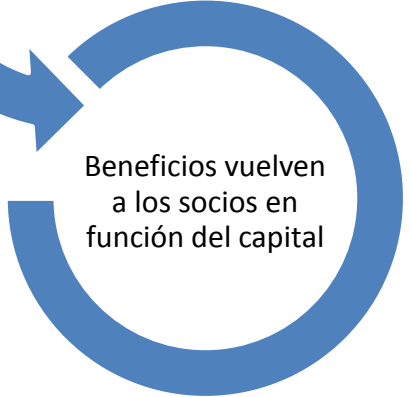 Beneficios vuelven
a los socios en
función del capital